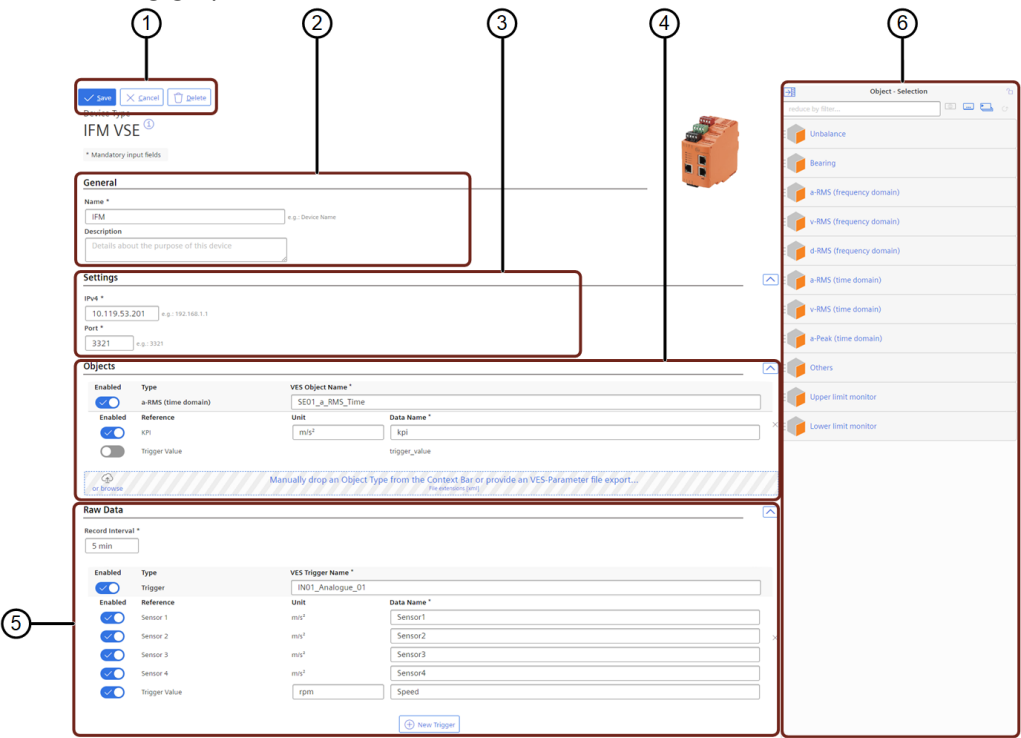 1
2
3
4
6
Save Cancel Delete
Device Type
IFM VSE
* Mandatory input fields
General
Name *
IFM e.g.: Device Name
Description
Details about the purpose of this device
Settings
IPv4 *
10.119.53.201 e.g.: 192.168.1.1
Port *
3321 e.g.: 3321
Objects
Enabled Type VES Object Name *
a-RMS (time domain) SE01_a_RMS_Time
Enabled Reference Unit Data Name *
KPI m/s² kpi
Trigger Value trigger_value
or browse
Manually drop an Object Type from the Context Bar or provide an VES-Parameter file export...
File extensions [xml]
Raw Data
Record Interval *
5 min
Enabled Type VES Trigger Name *
Trigger IN01_Analogue_01
Enabled Reference Unit Data Name *
Sensor 1 m/s² Sensor1
5
Sensor 2 m/s² Sensor2
Sensor 3 m/s² Sensor3
Sensor 4 m/s² Sensor4
Trigger Value rpm Speed
New Trigger
Object - Selection
reduce by filter...
Unbalance
Bearing
a-RMS (frequency domain)
v-RMS (frequency domain)
d-RMS (frequency domain)
a-RMS (time domain)
v-RMS (time domain)
a-Peak (time domain)
Others
Upper limit monitor
Lower limit monitor